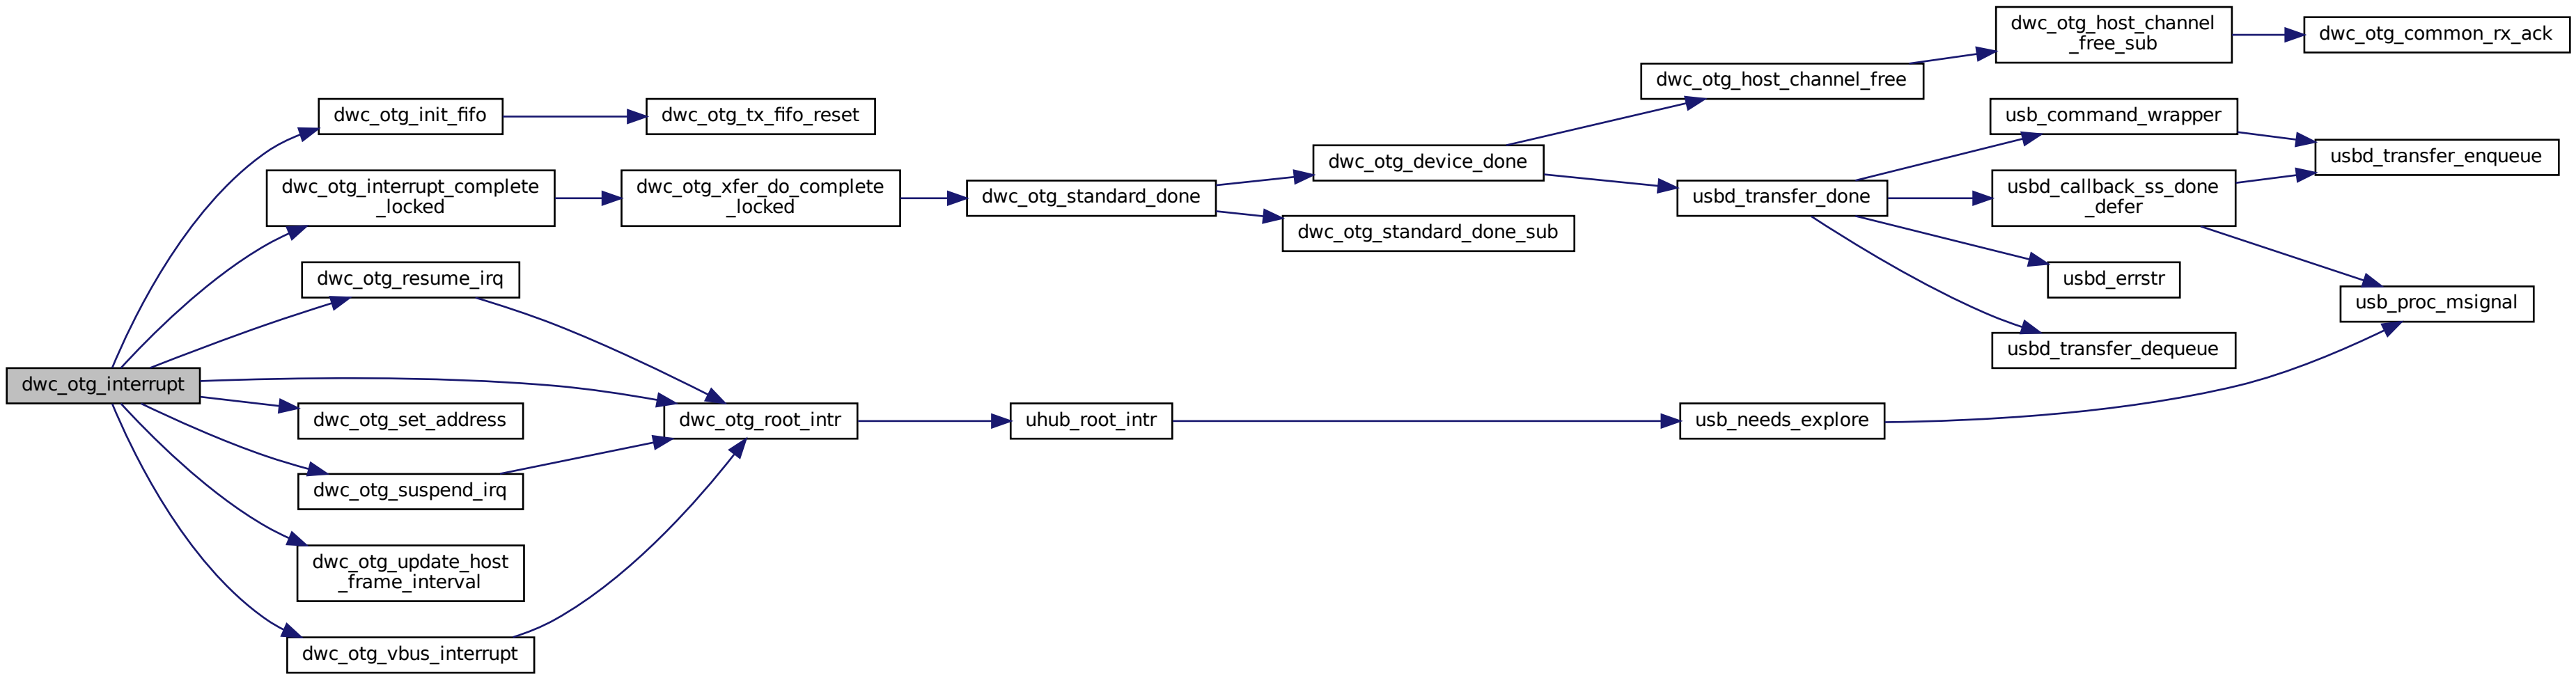 dwc_otg_interrupt
dwc_otg_init_fifo
dwc_otg_tx_fifo_reset
dwc_otg_interrupt_complete
_locked
dwc_otg_xfer_do_complete
_locked
dwc_otg_standard_done
dwc_otg_device_done
dwc_otg_standard_done_sub
dwc_otg_host_channel_free
dwc_otg_host_channel
_free_sub
dwc_otg_common_rx_ack
usbd_transfer_done
usb_command_wrapper
usbd_transfer_enqueue
usbd_callback_ss_done
_defer
usbd_errstr
usb_proc_msignal
usbd_transfer_dequeue
dwc_otg_resume_irq
dwc_otg_root_intr
uhub_root_intr
usb_needs_explore
dwc_otg_set_address
dwc_otg_suspend_irq
dwc_otg_update_host
_frame_interval
dwc_otg_vbus_interrupt